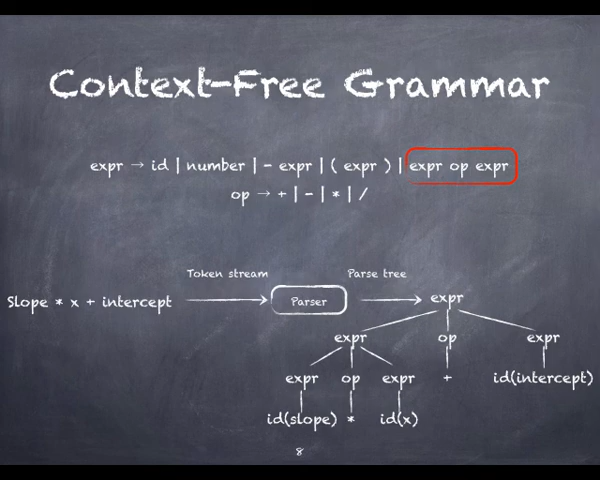 Context-Free Grammar
expr → id | number | - expr | ( expr ) | expr op expr
op → + | - | * | /
Token stream
Parse tree
Slope * x + intercept
Parser
expr
expr op expr
expr op expr + id(intercept)
id(slope) * id(x)
8